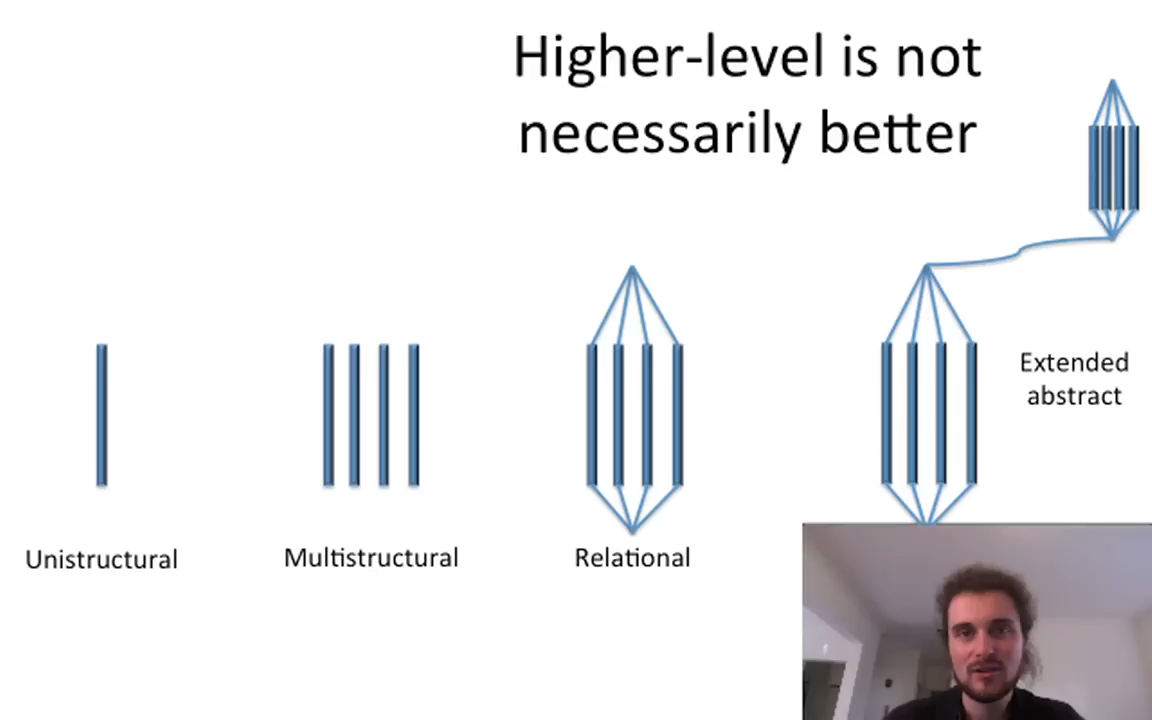 Higher-level is not
necessarily better
Extended
abstract
Unistructural
Multistructural
Relational